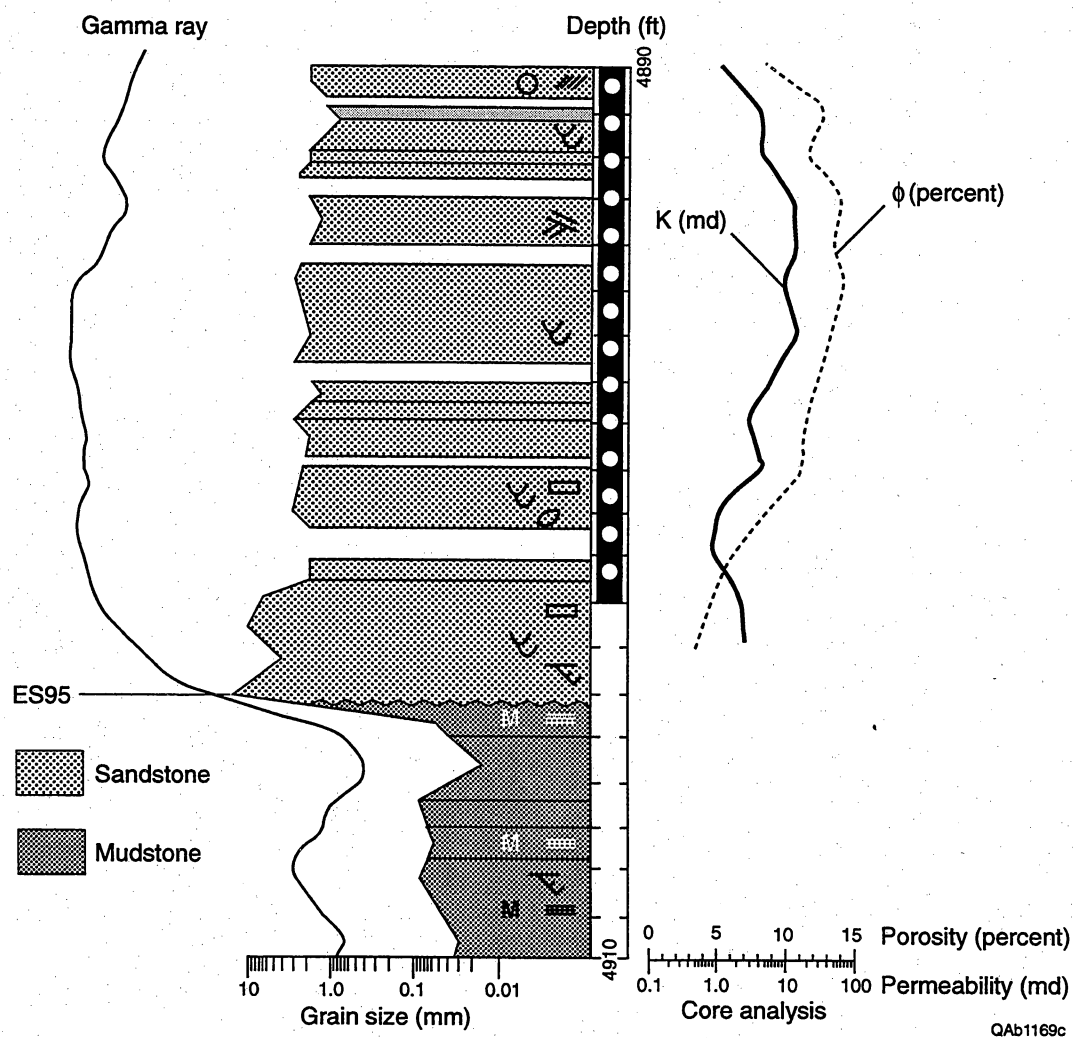 Gamma ray
Depth (ft)
4890
K (md)
ϕ (percent)
ES95
M
Sandstone
Mudstone
M
M
4910
0 5 10 15 Porosity (percent)
10 1.0 0.1 0.01
Grain size (mm)
0.1 1.0 10 100 Permeability (md)
Core analysis
QAb1169c